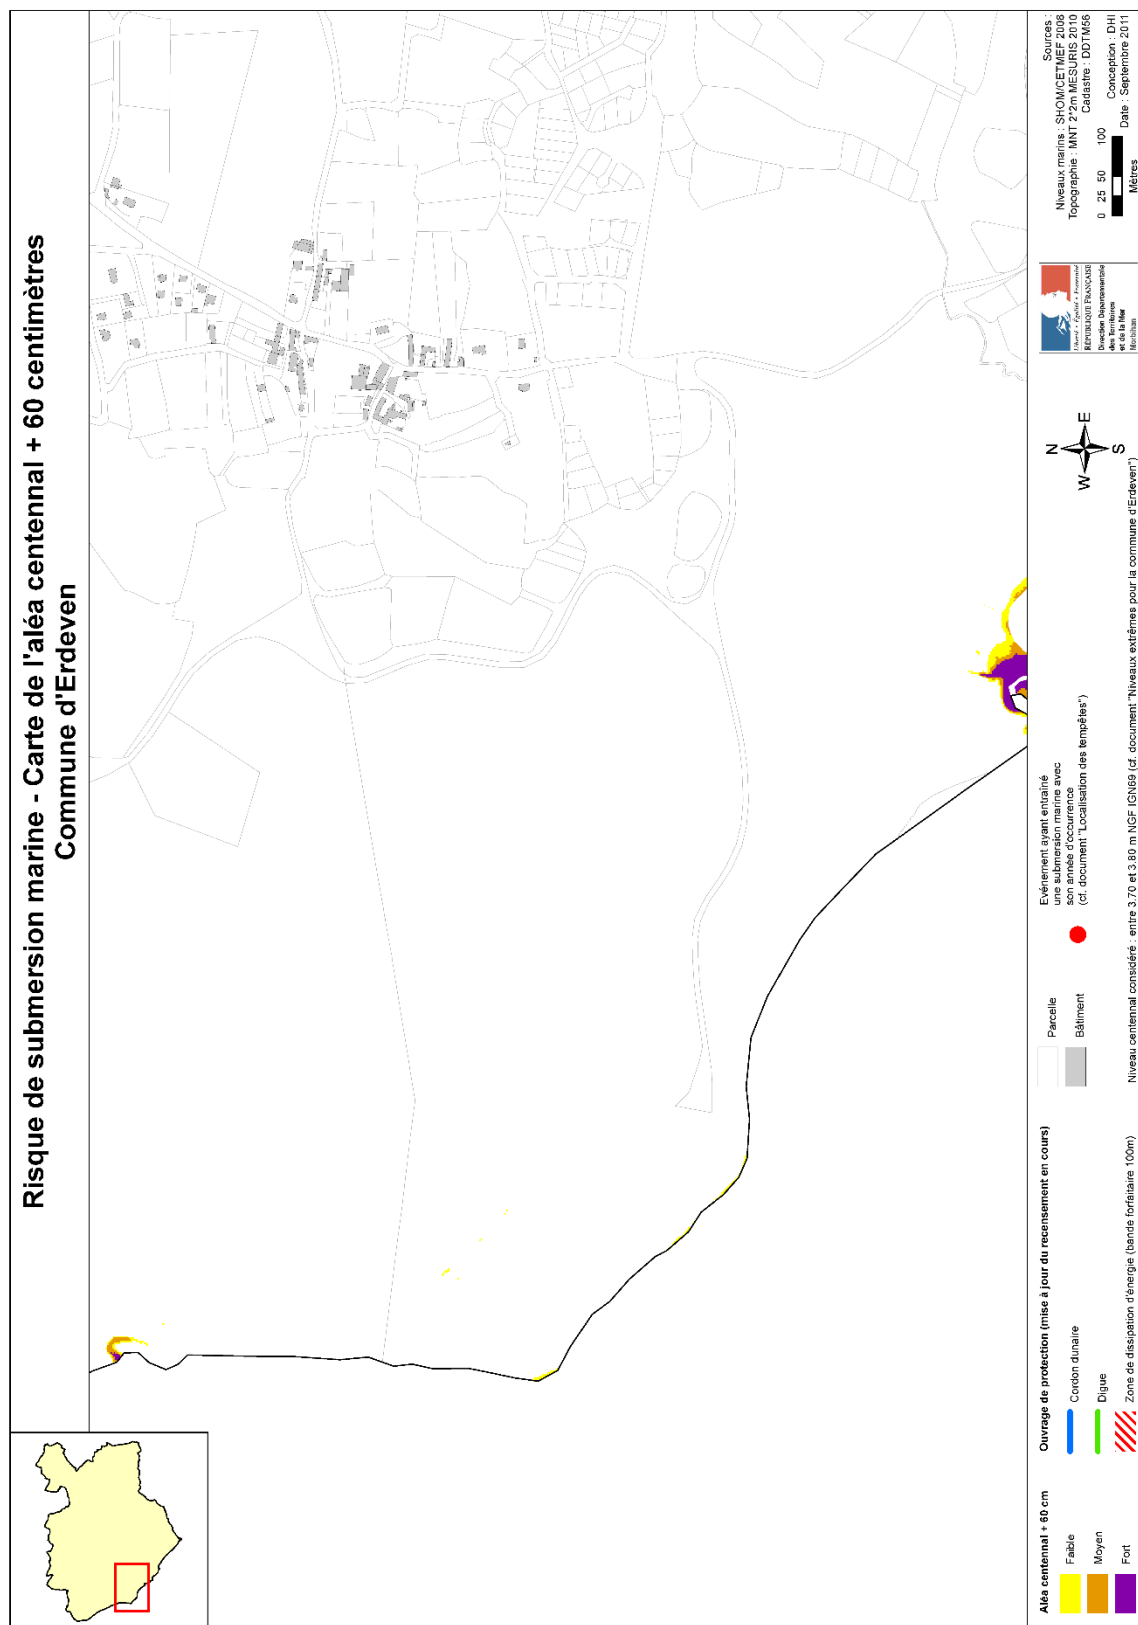 Risque de submersion marine - Carte de l'aléa centennal + 60 centimètres
Commune d'Erdeven
Aléa centennal + 60 cm
Faible
Moyen
Fort
Ouvrage de protection (mise à jour du recensement en cours)
Cordon dunaire
Digue
Zone de dissipation d'énergie (bande forfaitaire 100m)
Parcelle
Bâtiment
Evénement ayant entraîné
une submersion marine avec
son année d'occurrence
(cf. document "Localisation des tempêtes")
Niveau centennal considéré : entre 3.70 et 3.80 m NGF IGN69 (cf. document "Niveaux extrêmes pour la commune d'Erdeven")
N
W
E
S
Liberté • Égalité • Fraternité
RÉPUBLIQUE FRANÇAISE
Direction Départementale
des Territoires
et de la Mer
Morbihan
Sources :
Niveaux marins : SHOM/CETMEF 2008
Topographie : MNT 2*2m MESURIS 2010
Cadastre : DDTM56
0 25 50 100
Mètres
Conception : DHI
Date : Septembre 2011